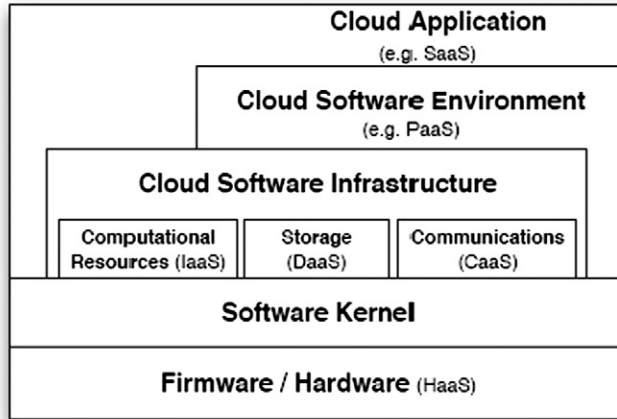 Cloud Application
(e.g. SaaS)
Cloud Software Environment
(e.g. PaaS)
Cloud Software Infrastructure
Computational
Resources (IaaS)
Storage
(DaaS)
Communications
(CaaS)
Software Kernel
Firmware / Hardware (HaaS)